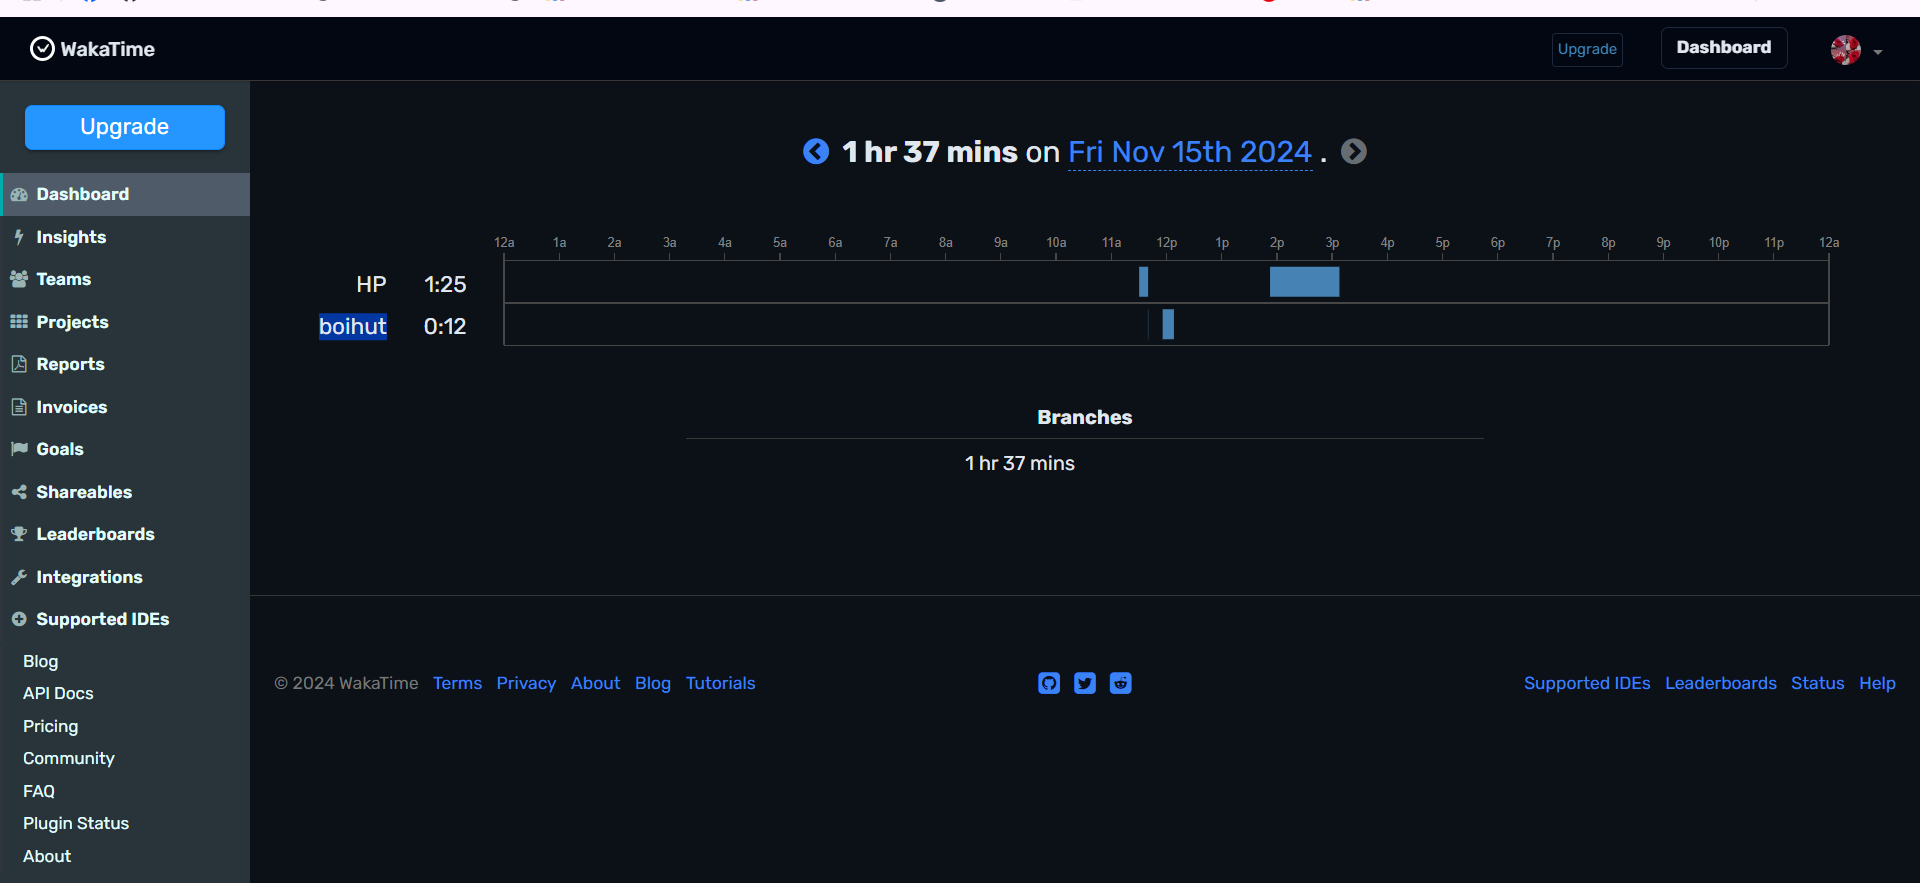 WakaTime
Upgrade
Dashboard
Upgrade
Dashboard
Insights
Teams
Projects
Reports
Invoices
Goals
Shareables
Leaderboards
Integrations
Supported IDEs
Blog
API Docs
Pricing
Community
FAQ
Plugin Status
About
1 hr 37 mins on Fri Nov 15th 2024 .
12a 1a 2a 3a 4a 5a 6a 7a 8a 9a 10a 11a 12p 1p 2p 3p 4p 5p 6p 7p 8p 9p 10p 11p 12a
HP 1:25
boihut 0:12
Branches
1 hr 37 mins
© 2024 WakaTime Terms Privacy About Blog Tutorials
Supported IDEs Leaderboards Status Help